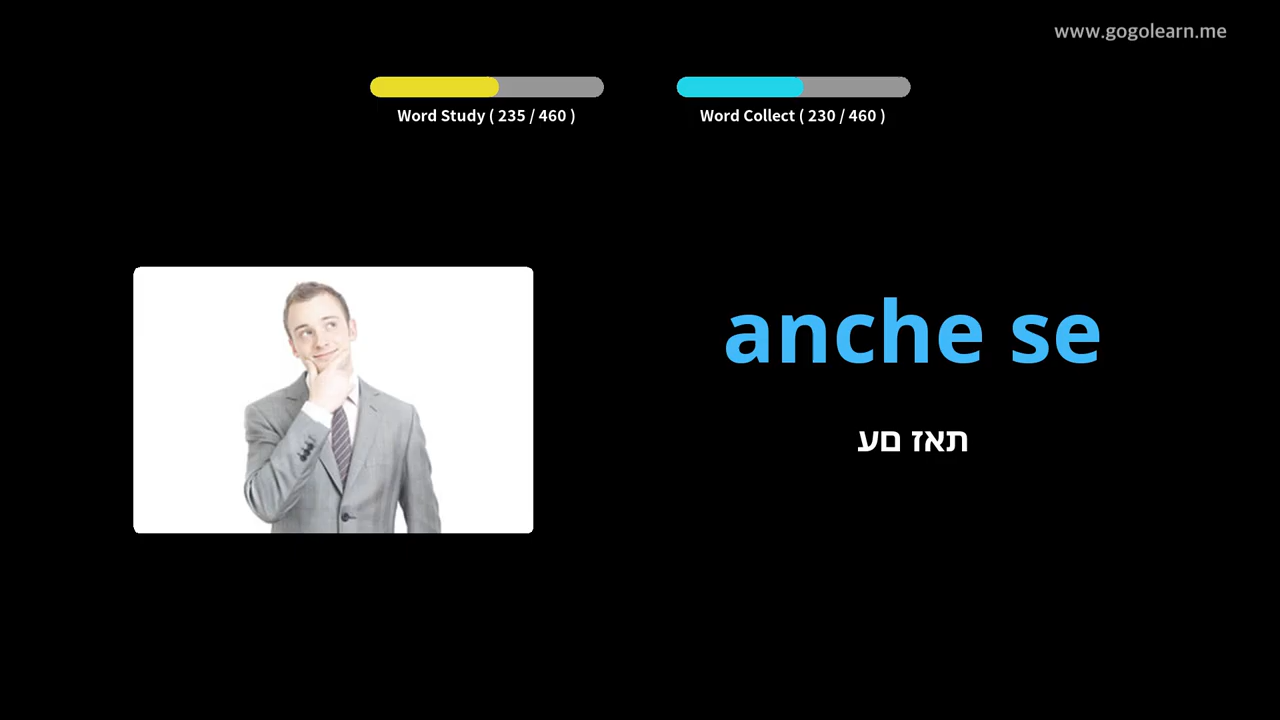 www.gogolearn.me
Word Study ( 235 / 460 )
Word Collect ( 230 / 460 )
anche se
תאז םע